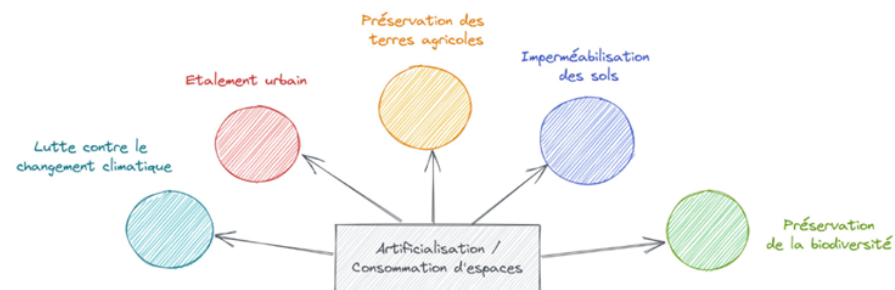 Préservation des
terres agricoles
Imperméabilisation
des sols
Etalement urbain
Lutte contre le
changement climatique
Préservation
de la biodiversité
Artificialisation /
Consommation d'espaces